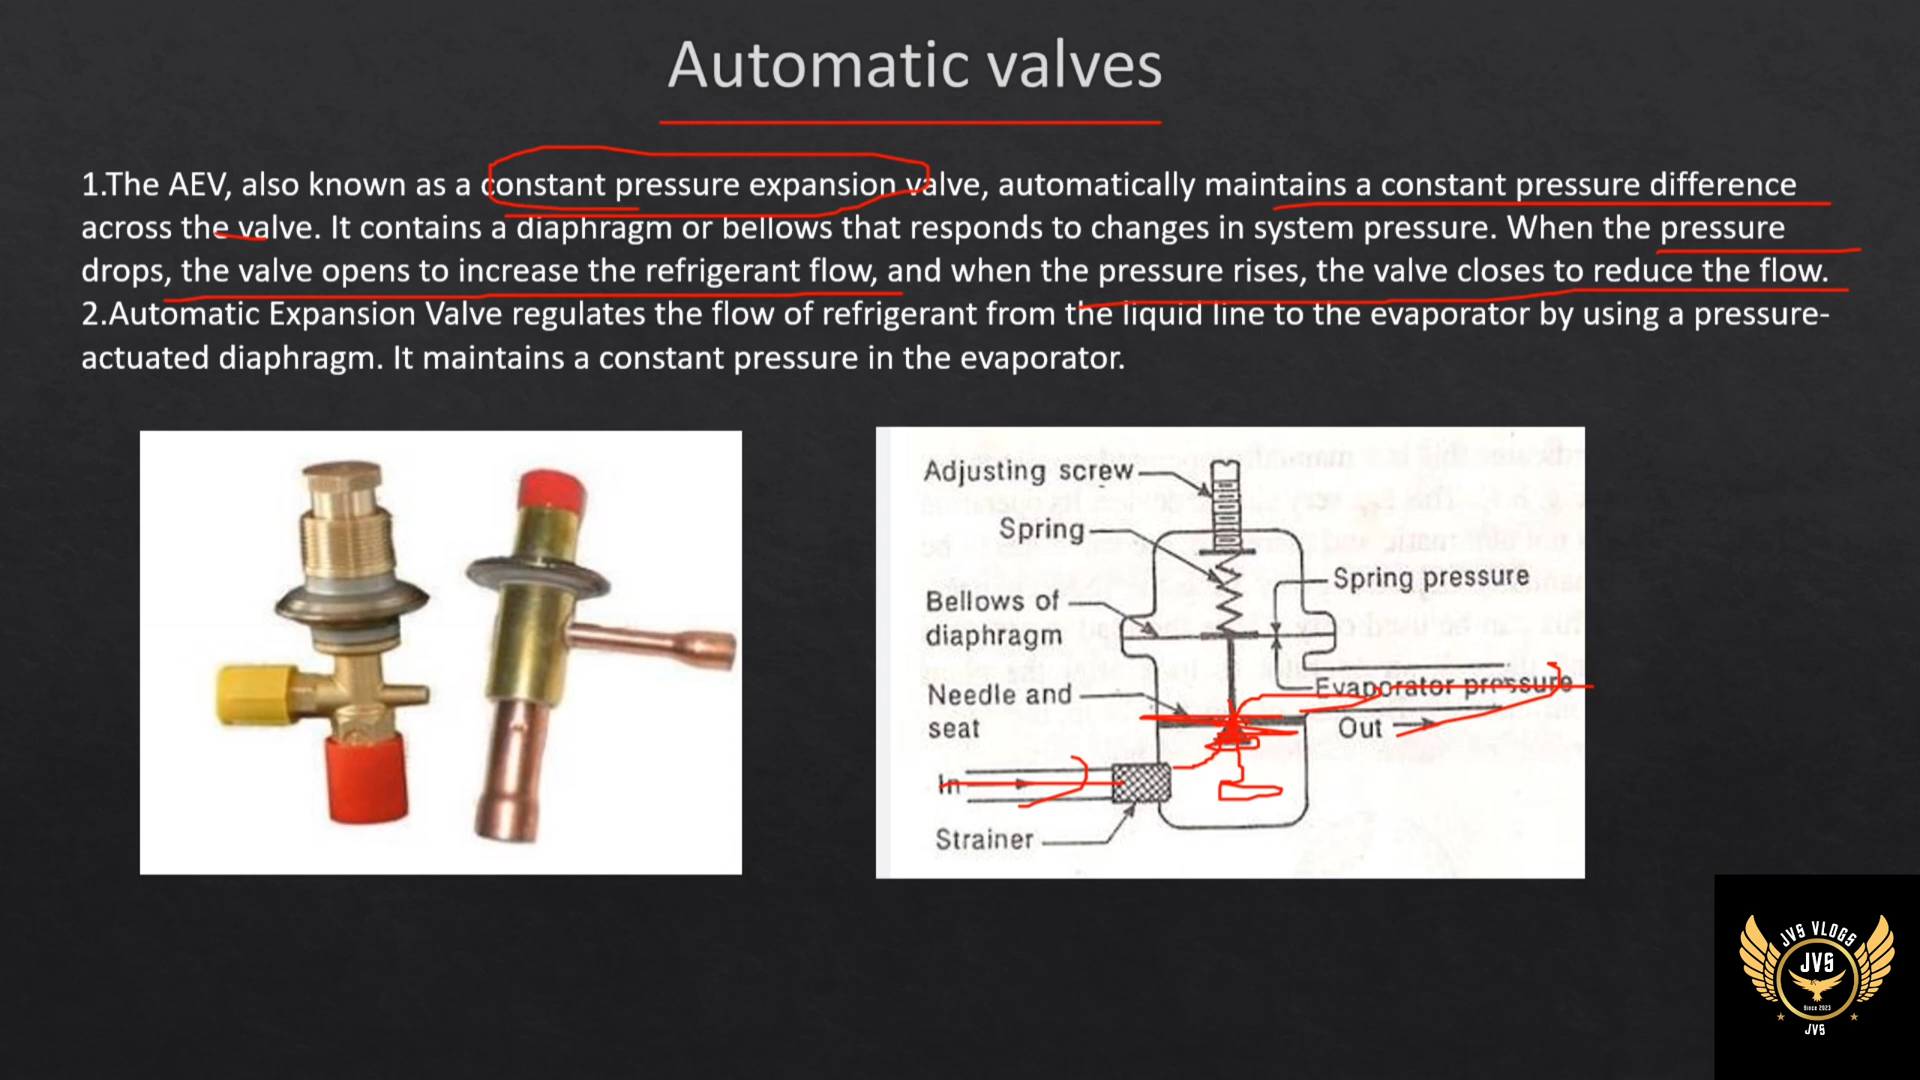 Automatic valves
1.The AEV, also known as a constant pressure expansion valve, automatically maintains a constant pressure difference
across the valve. It contains a diaphragm or bellows that responds to changes in system pressure. When the pressure
drops, the valve opens to increase the refrigerant flow, and when the pressure rises, the valve closes to reduce the flow.
2.Automatic Expansion Valve regulates the flow of refrigerant from the liquid line to the evaporator by using a pressure-
actuated diaphragm. It maintains a constant pressure in the evaporator.
Adjusting screw
Spring
Spring pressure
Bellows of
diaphragm
Evaporator pressure
Needle and
seat
Out
In
Strainer
JVS VLOGS
JVS
Since 2023
JVS